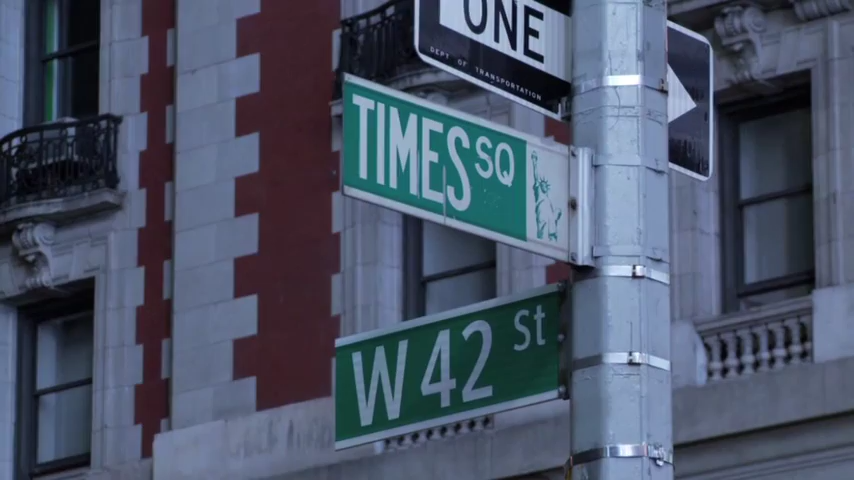 ONE
DEPT OF TRANSPORTATION
TIMES SQ
W 42 St